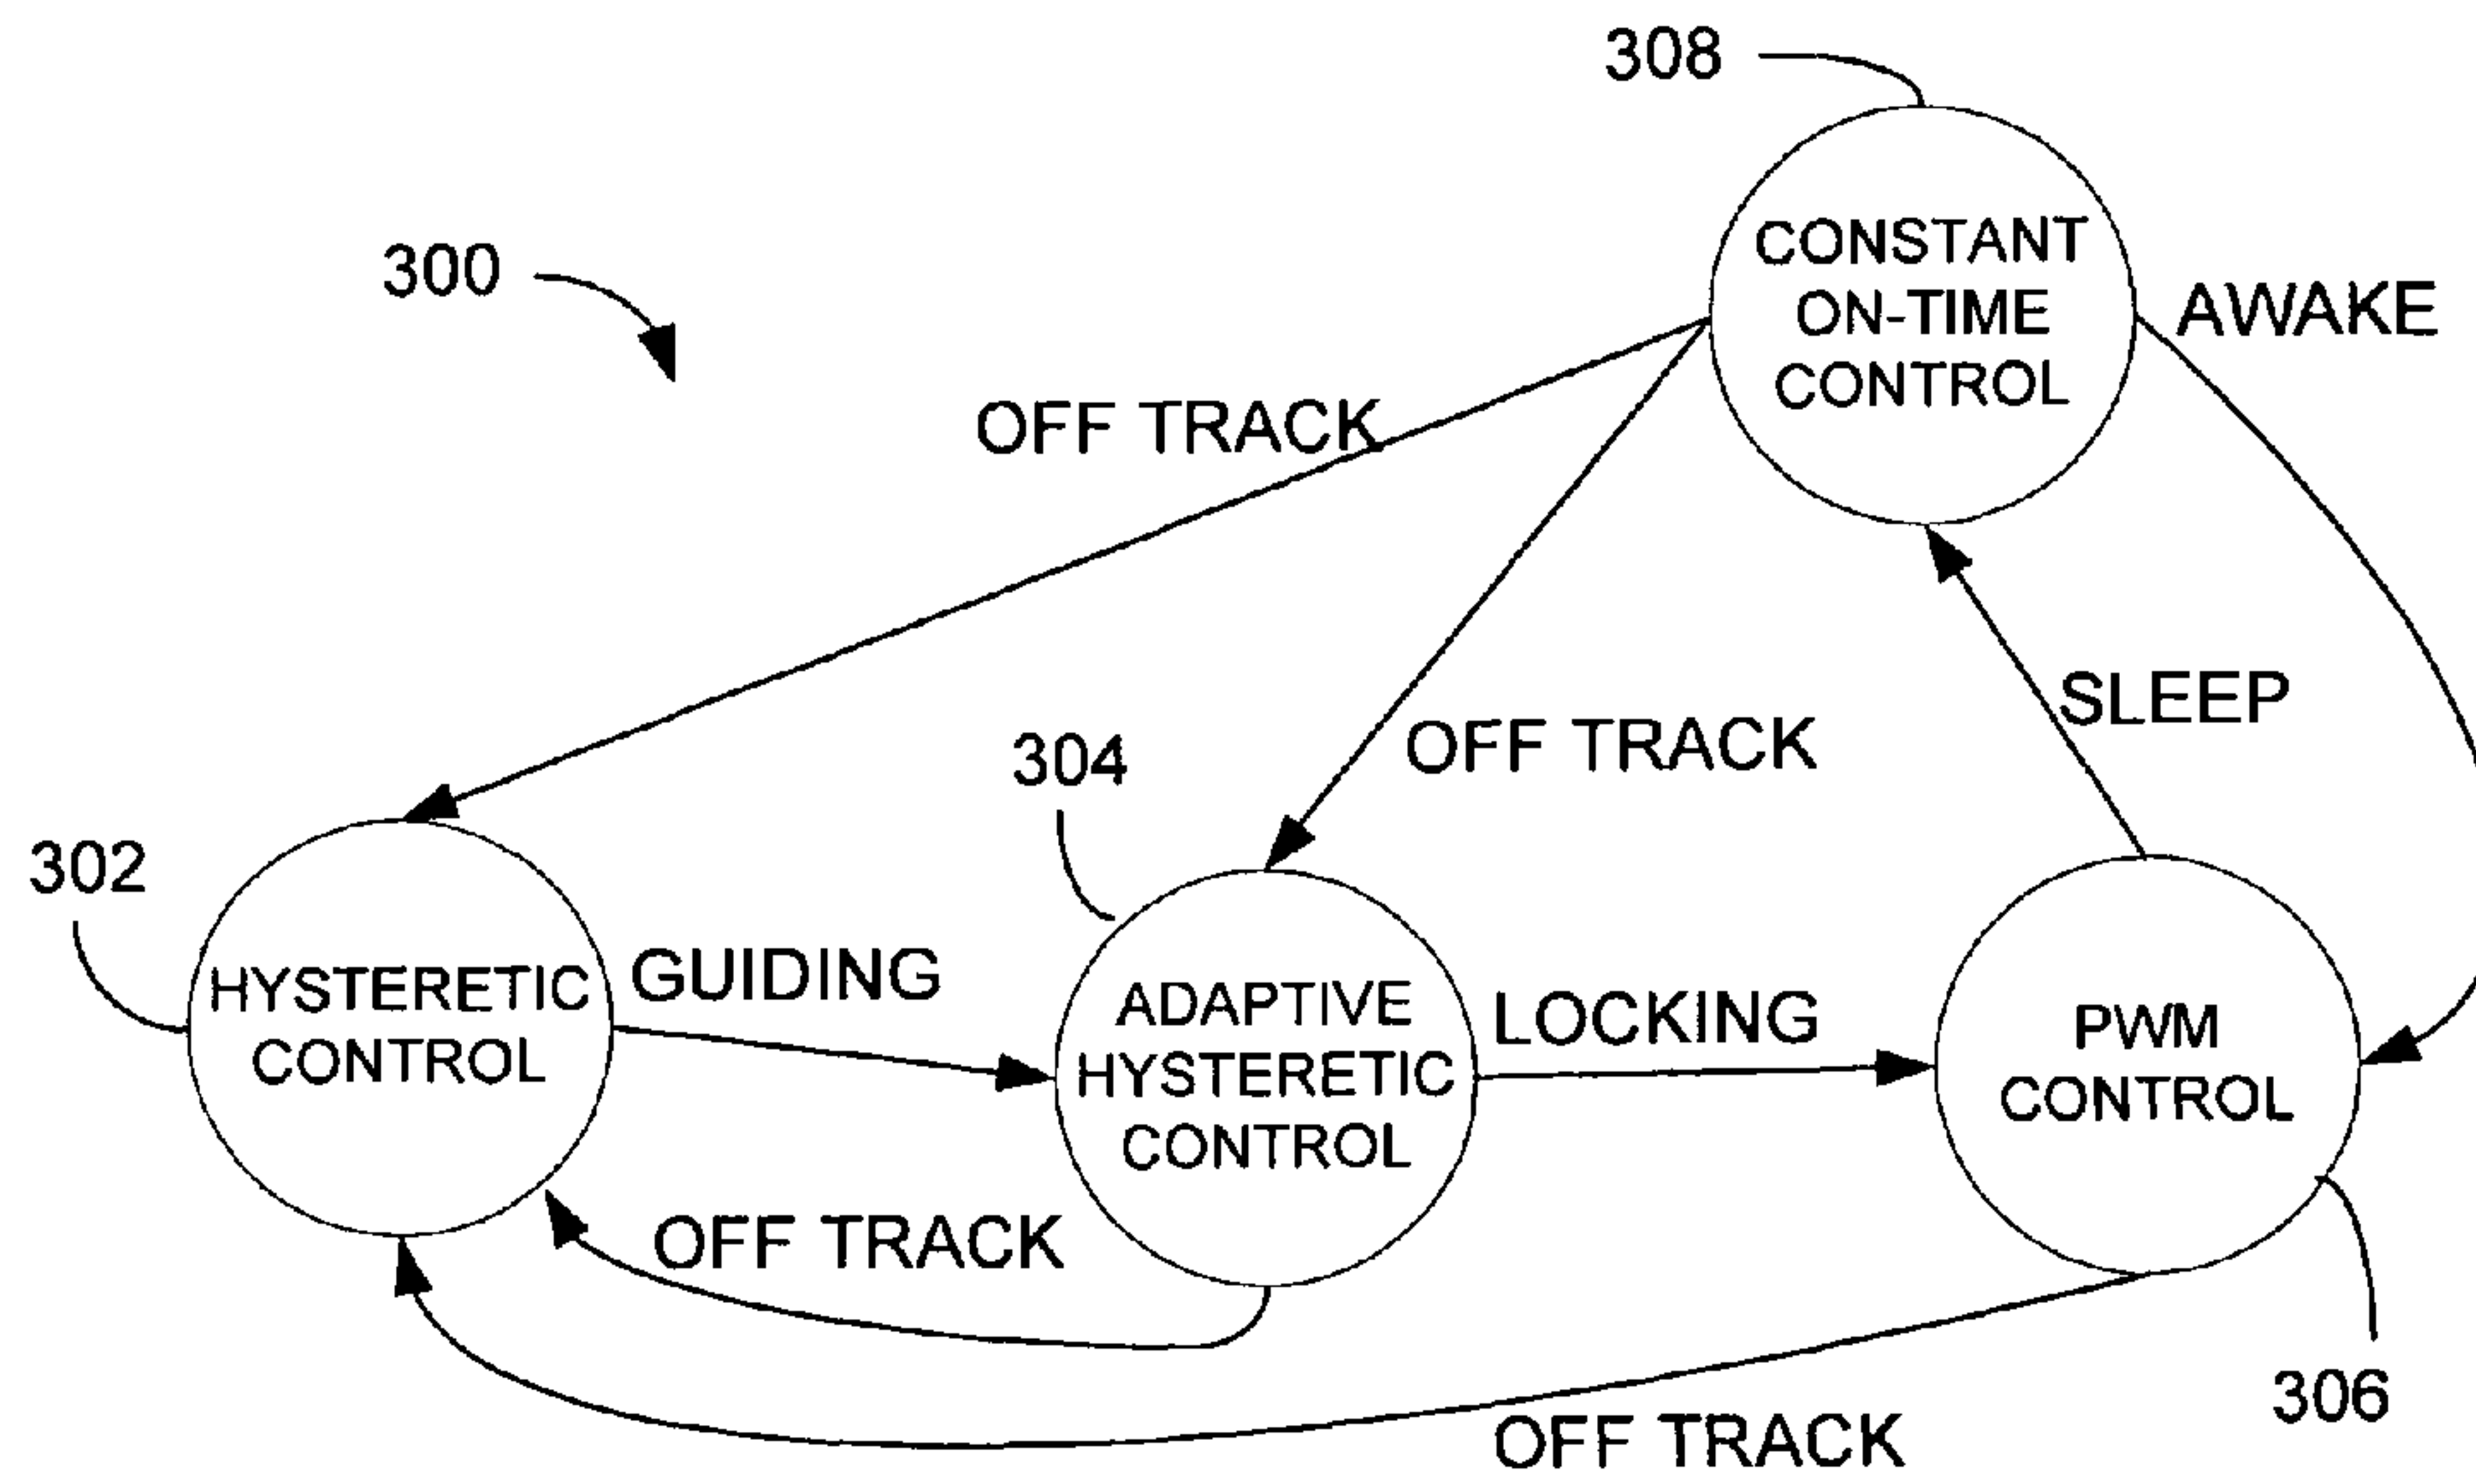 308
CONSTANT
ON-TIME
CONTROL
AWAKE
300
OFF TRACK
SLEEP
OFF TRACK
304
302
HYSTERETIC
CONTROL
GUIDING
ADAPTIVE
HYSTERETIC
CONTROL
LOCKING
PWM
CONTROL
OFF TRACK
306
OFF TRACK